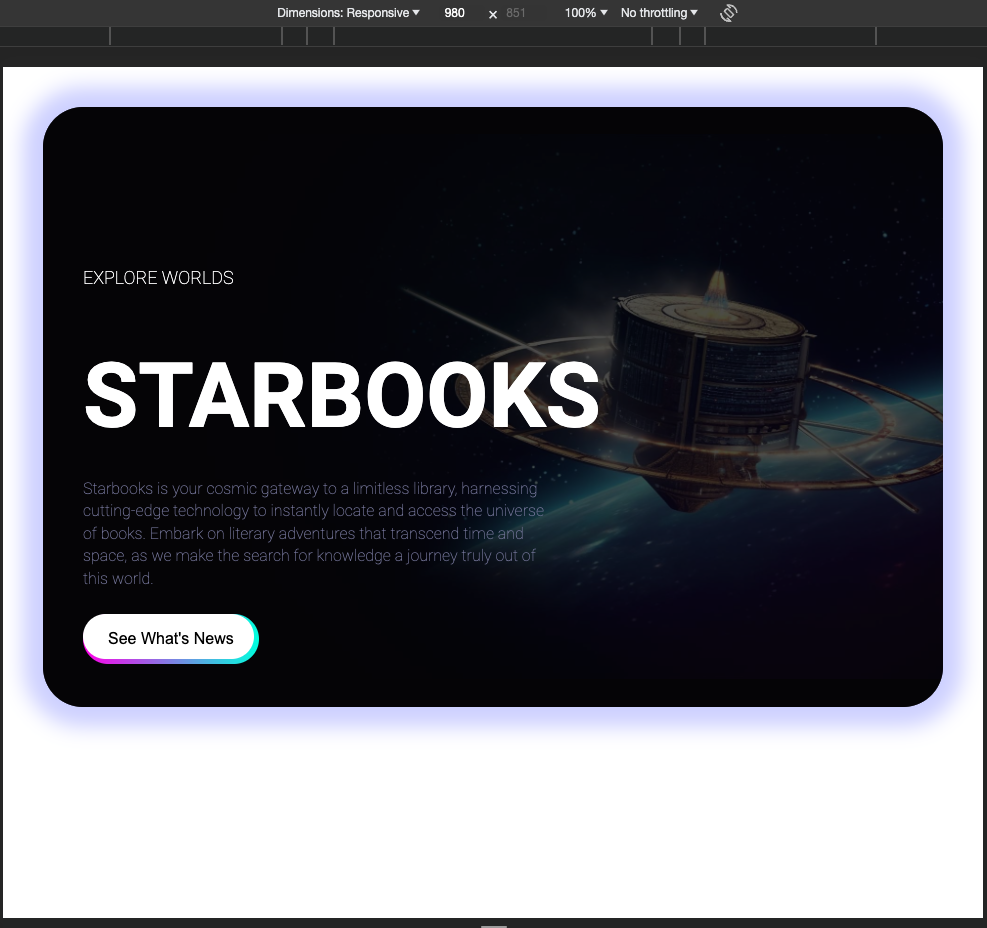 Dimensions: Responsive ▼ 980 × 851 100% ▼ No throttling ▼
EXPLORE WORLDS
STARBOOKS
Starbooks is your cosmic gateway to a limitless library, harnessing
cutting-edge technology to instantly locate and access the universe
of books. Embark on literary adventures that transcend time and
space, as we make the search for knowledge a journey truly out of
this world.
See What's News